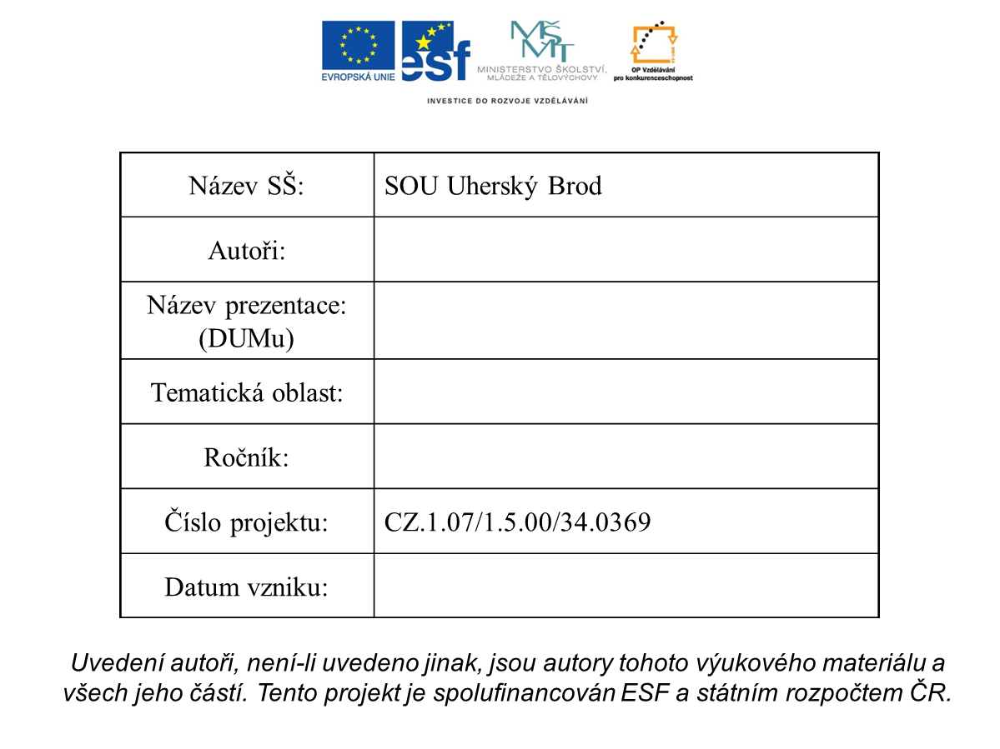 EVROPSKÁ UNIE
esf
MŠMT
MINISTERSTVO ŠKOLSTVÍ,
MLÁDEŽE A TĚLOVÝCHOVY
OP Vzdělávání
pro konkurenceschopnost
INVESTICE DO ROZVOJE VZDĚLÁVÁNÍ
Název SŠ: SOU Uherský Brod
Autoři:
Název prezentace:
(DUMu)
Tematická oblast:
Ročník:
Číslo projektu: CZ.1.07/1.5.00/34.0369
Datum vzniku:
Uvedení autoři, není-li uvedeno jinak, jsou autory tohoto výukového materiálu a
všech jeho částí. Tento projekt je spolufinancován ESF a státním rozpočtem ČR.